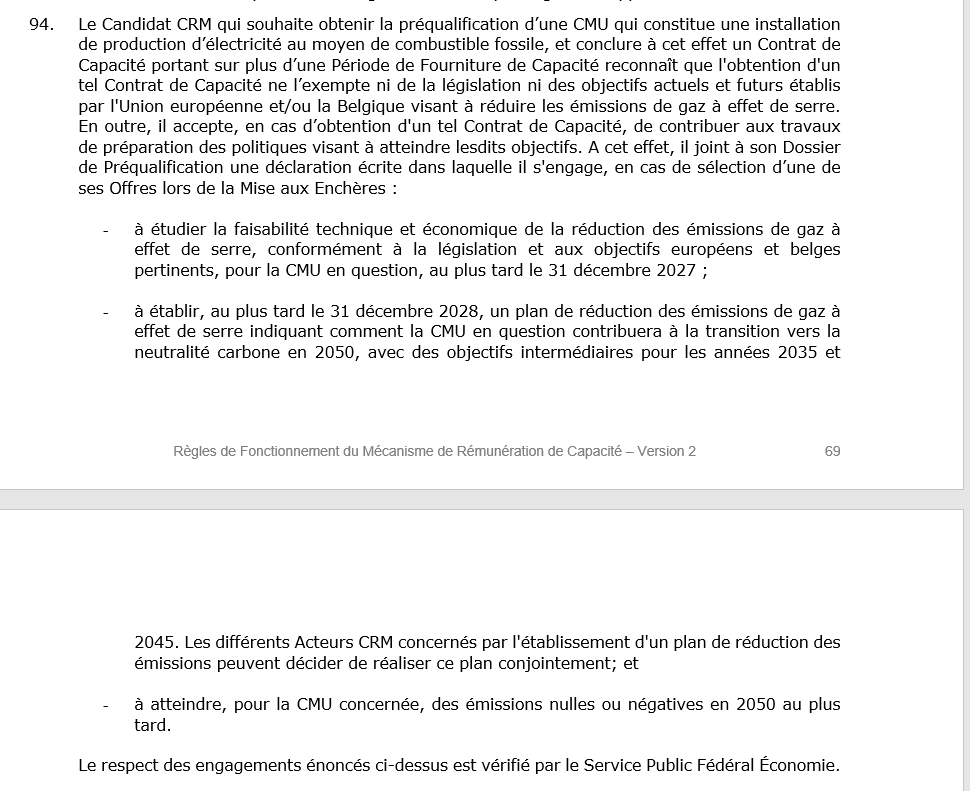 94. Le Candidat CRM qui souhaite obtenir la préqualification d’une CMU qui constitue une installation
de production d’électricité au moyen de combustible fossile, et conclure à cet effet un Contrat de
Capacité portant sur plus d’une Période de Fourniture de Capacité reconnaît que l'obtention d'un
tel Contrat de Capacité ne l’exempte ni de la législation ni des objectifs actuels et futurs établis
par l'Union européenne et/ou la Belgique visant à réduire les émissions de gaz à effet de serre.
En outre, il accepte, en cas d’obtention d'un tel Contrat de Capacité, de contribuer aux travaux
de préparation des politiques visant à atteindre lesdits objectifs. A cet effet, il joint à son Dossier
de Préqualification une déclaration écrite dans laquelle il s'engage, en cas de sélection d’une de
ses Offres lors de la Mise aux Enchères :
- à étudier la faisabilité technique et économique de la réduction des émissions de gaz à
effet de serre, conformément à la législation et aux objectifs européens et belges
pertinents, pour la CMU en question, au plus tard le 31 décembre 2027 ;
- à établir, au plus tard le 31 décembre 2028, un plan de réduction des émissions de gaz à
effet de serre indiquant comment la CMU en question contribuera à la transition vers la
neutralité carbone en 2050, avec des objectifs intermédiaires pour les années 2035 et
Règles de Fonctionnement du Mécanisme de Rémunération de Capacité – Version 2 69
2045. Les différents Acteurs CRM concernés par l'établissement d'un plan de réduction des
émissions peuvent décider de réaliser ce plan conjointement; et
- à atteindre, pour la CMU concernée, des émissions nulles ou négatives en 2050 au plus
tard.
Le respect des engagements énoncés ci-dessus est vérifié par le Service Public Fédéral Économie.